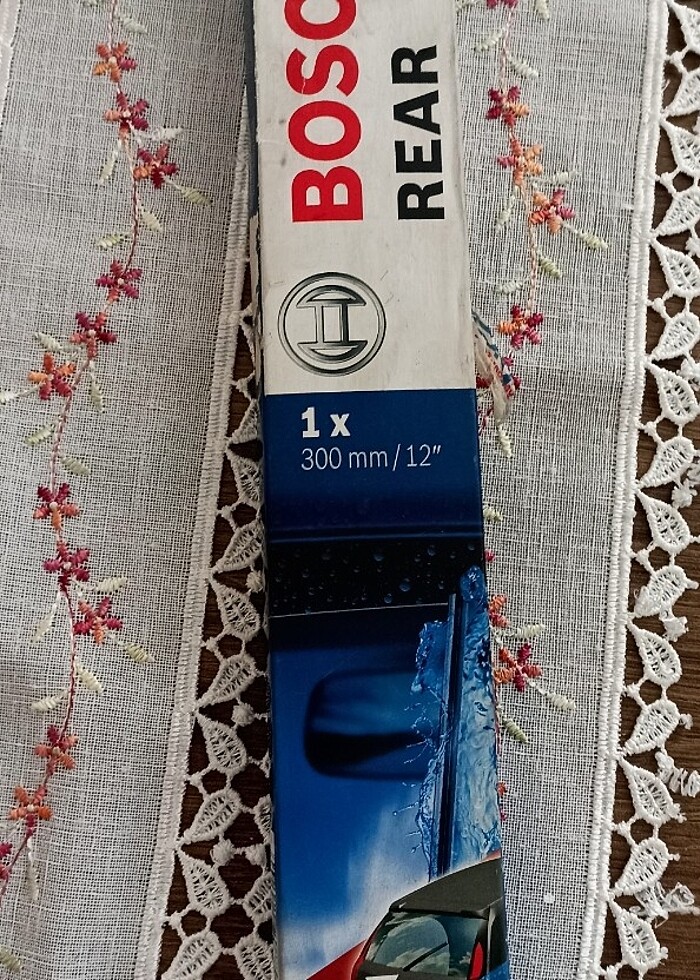 BOSC
REAR
1 x
300 mm / 12"